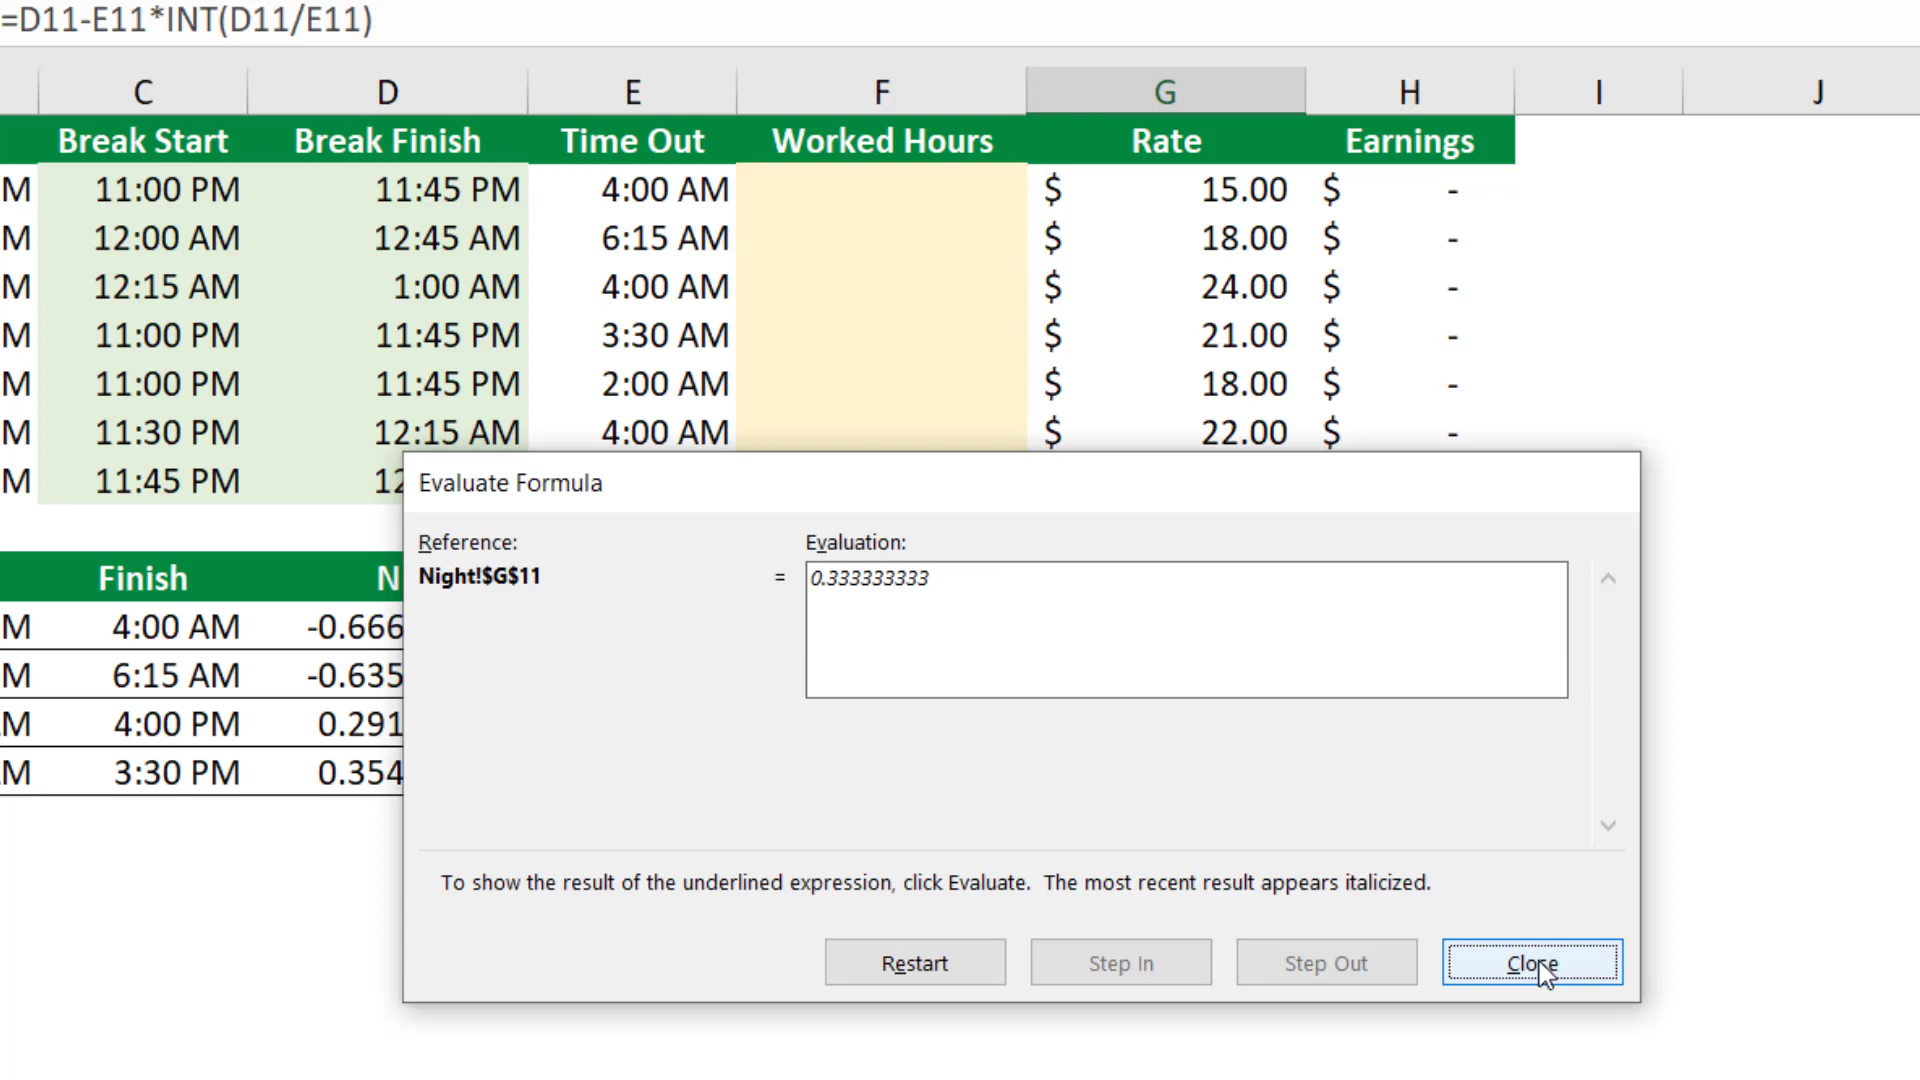 =D11-E11*INT(D11/E11)
C D E F G H I J
Break Start Break Finish Time Out Worked Hours Rate Earnings
M 11:00 PM 11:45 PM 4:00 AM $ 15.00 $ -
M 12:00 AM 12:45 AM 6:15 AM $ 18.00 $ -
M 12:15 AM 1:00 AM 4:00 AM $ 24.00 $ -
M 11:00 PM 11:45 PM 3:30 AM $ 21.00 $ -
M 11:00 PM 11:45 PM 2:00 AM $ 18.00 $ -
M 11:30 PM 12:15 AM 4:00 AM $ 22.00 $ -
M 11:45 PM 12
Evaluate Formula
Reference: Evaluation:
Night!$G$11 = 0.333333333
Finish N
M 4:00 AM -0.666
M 6:15 AM -0.635
M 4:00 PM 0.291
M 3:30 PM 0.354
To show the result of the underlined expression, click Evaluate. The most recent result appears italicized.
Restart Step In Step Out Close